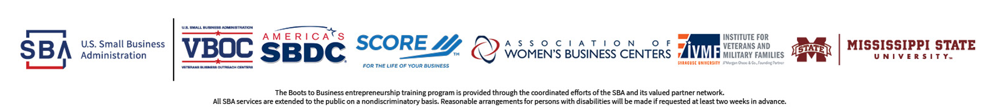 SBA
U.S. Small Business
Administration
U.S. SMALL BUSINESS ADMINISTRATION
VBOC
VETERANS BUSINESS OUTREACH CENTERS
AMERICA'S
SBDC
SCORE
TM
FOR THE LIFE OF YOUR BUSINESS
ASSOCIATION OF
WOMEN'S BUSINESS CENTERS
IVMF
SYRACUSE UNIVERSITY
INSTITUTE FOR
VETERANS AND
MILITARY FAMILIES
JPMorgan Chase & Co., Founding Partner
M
STATE
MISSISSIPPI STATE
UNIVERSITY™
The Boots to Business entrepreneurship training program is provided through the coordinated efforts of the SBA and its valued partner network.
All SBA services are extended to the public on a nondiscriminatory basis. Reasonable arrangements for persons with disabilities will be made if requested at least two weeks in advance.